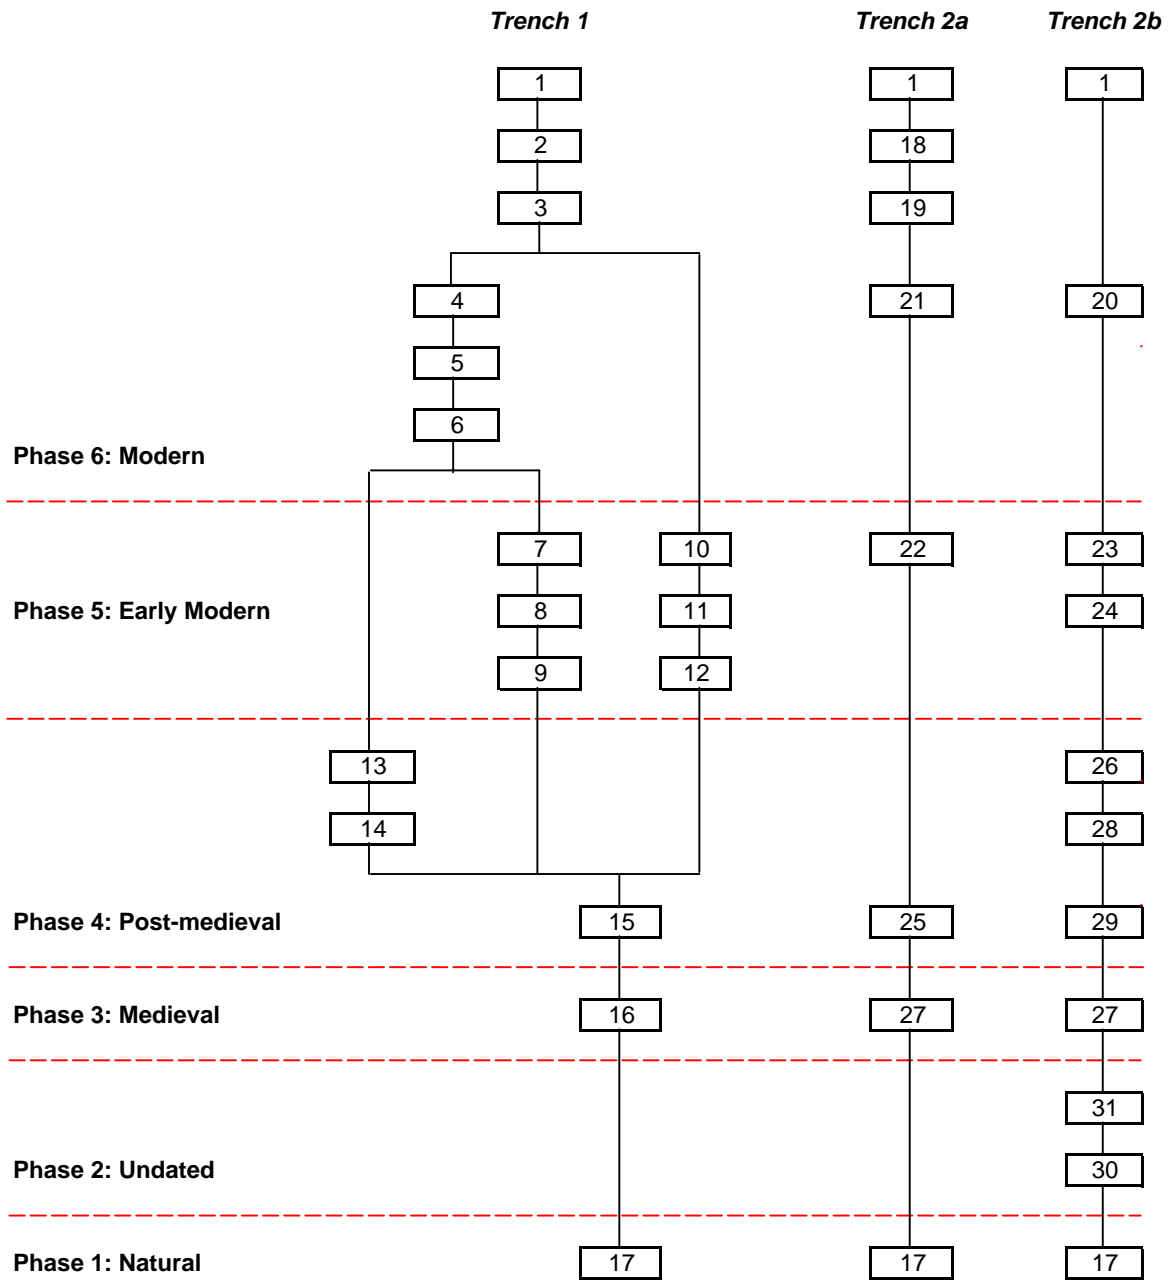 Trench 1 Trench 2a Trench 2b
1 1 1
2 18
3 19
4 21 20
5
6
Phase 6: Modern
7 10 22 23
Phase 5: Early Modern 8 11 24
9 12
13 26
14 28
Phase 4: Post-medieval 15 25 29
Phase 3: Medieval 16 27 27
31
Phase 2: Undated 30
Phase 1: Natural 17 17 17